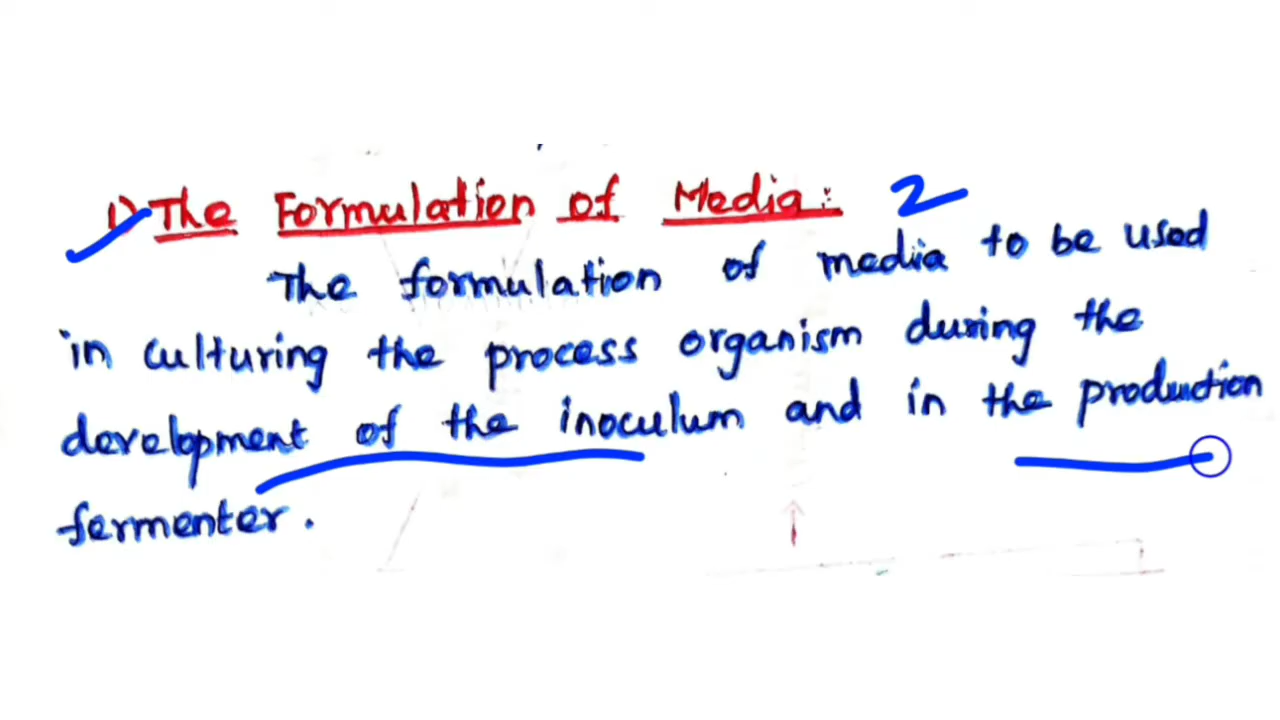 1) The Formulation of Media: 2
The formulation of media to be used
in culturing the process organism during the
development of the inoculum and in the production
fermenter.